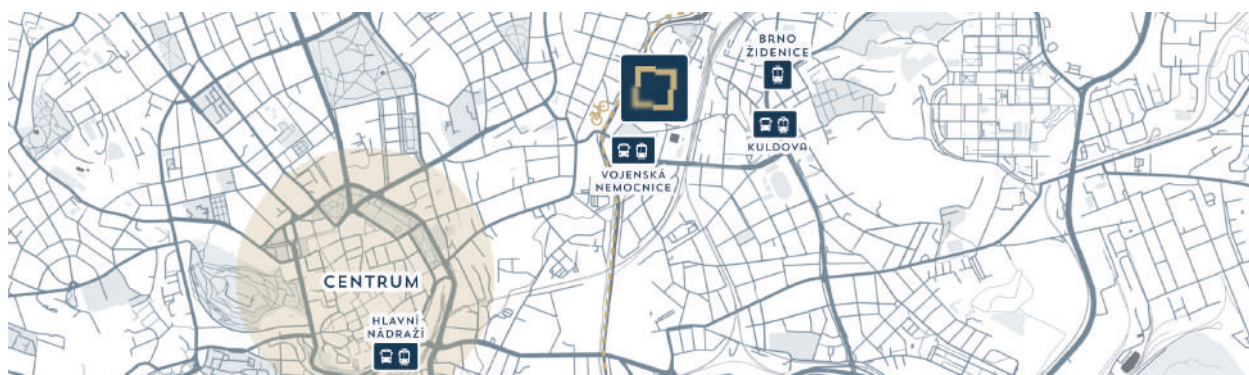 BRNO
ŽIDENICE
KULDOVA
VOJENSKÁ
NEMOCNICE
CENTRUM
HLAVNÍ
NÁDRAŽÍ